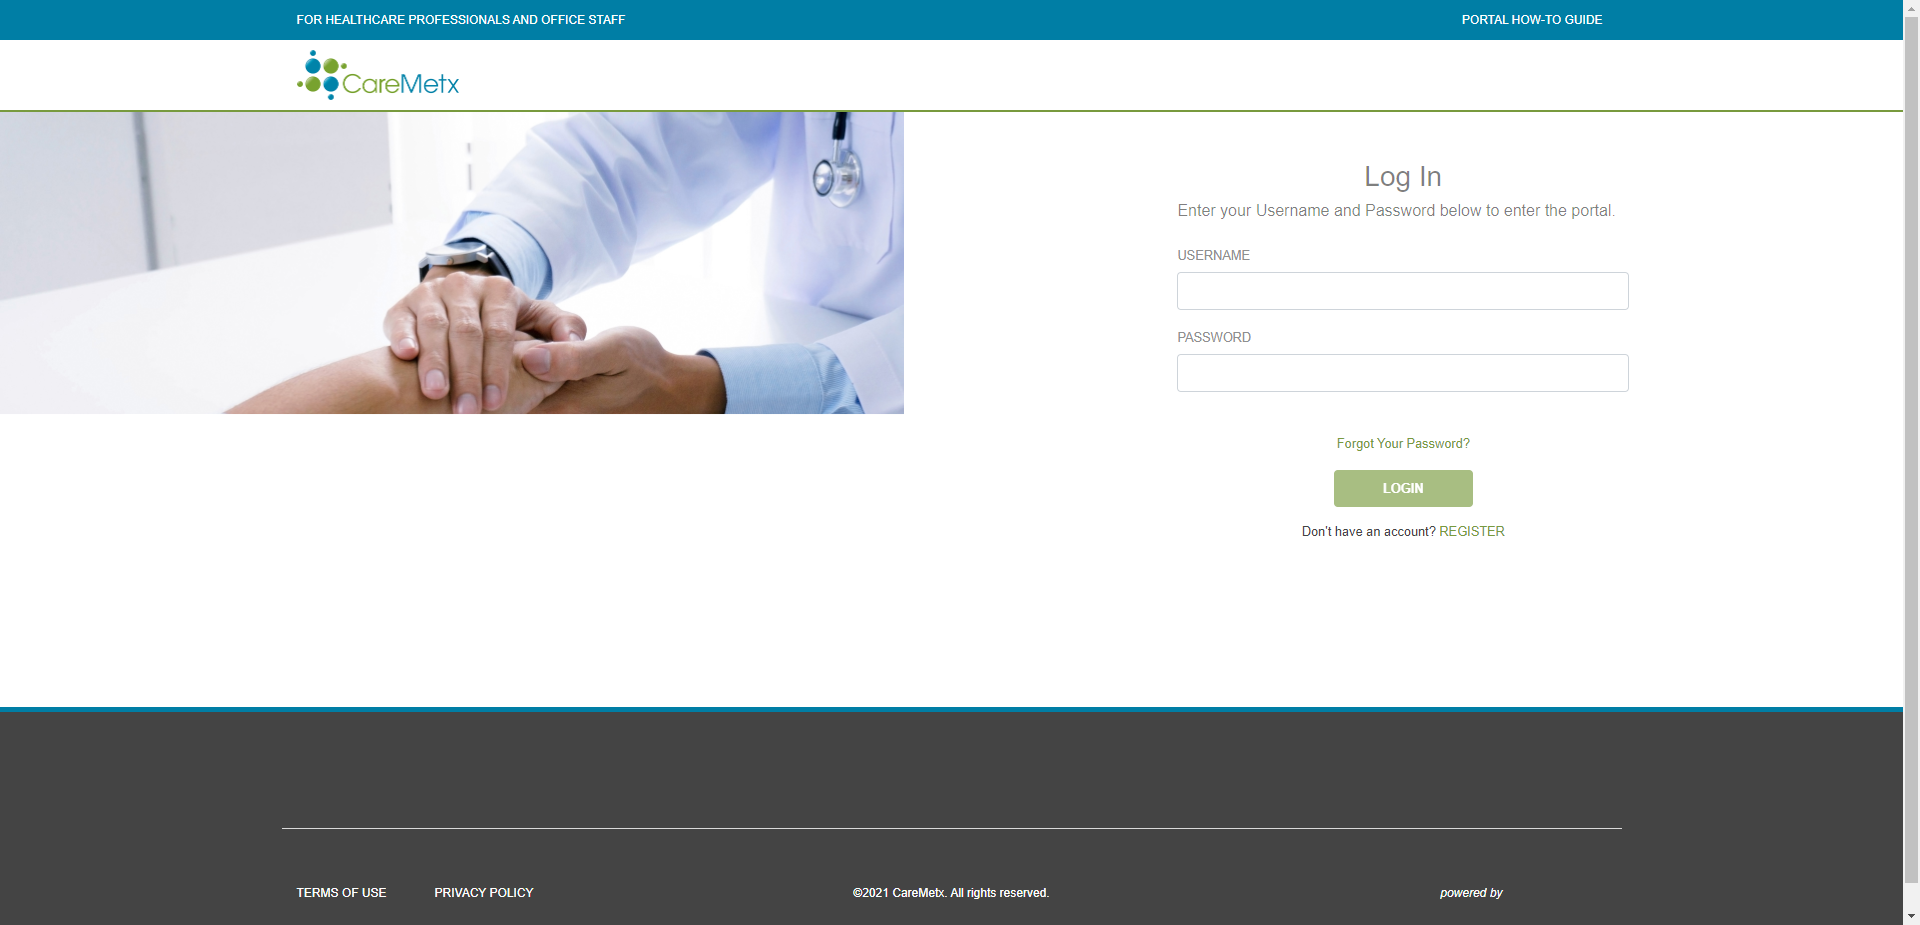 FOR HEALTHCARE PROFESSIONALS AND OFFICE STAFF
PORTAL HOW-TO GUIDE
CareMetx
Log In
Enter your Username and Password below to enter the portal.
USERNAME
PASSWORD
Forgot Your Password?
LOGIN
Don't have an account? REGISTER
TERMS OF USE
PRIVACY POLICY
©2021 CareMetx. All rights reserved.
powered by